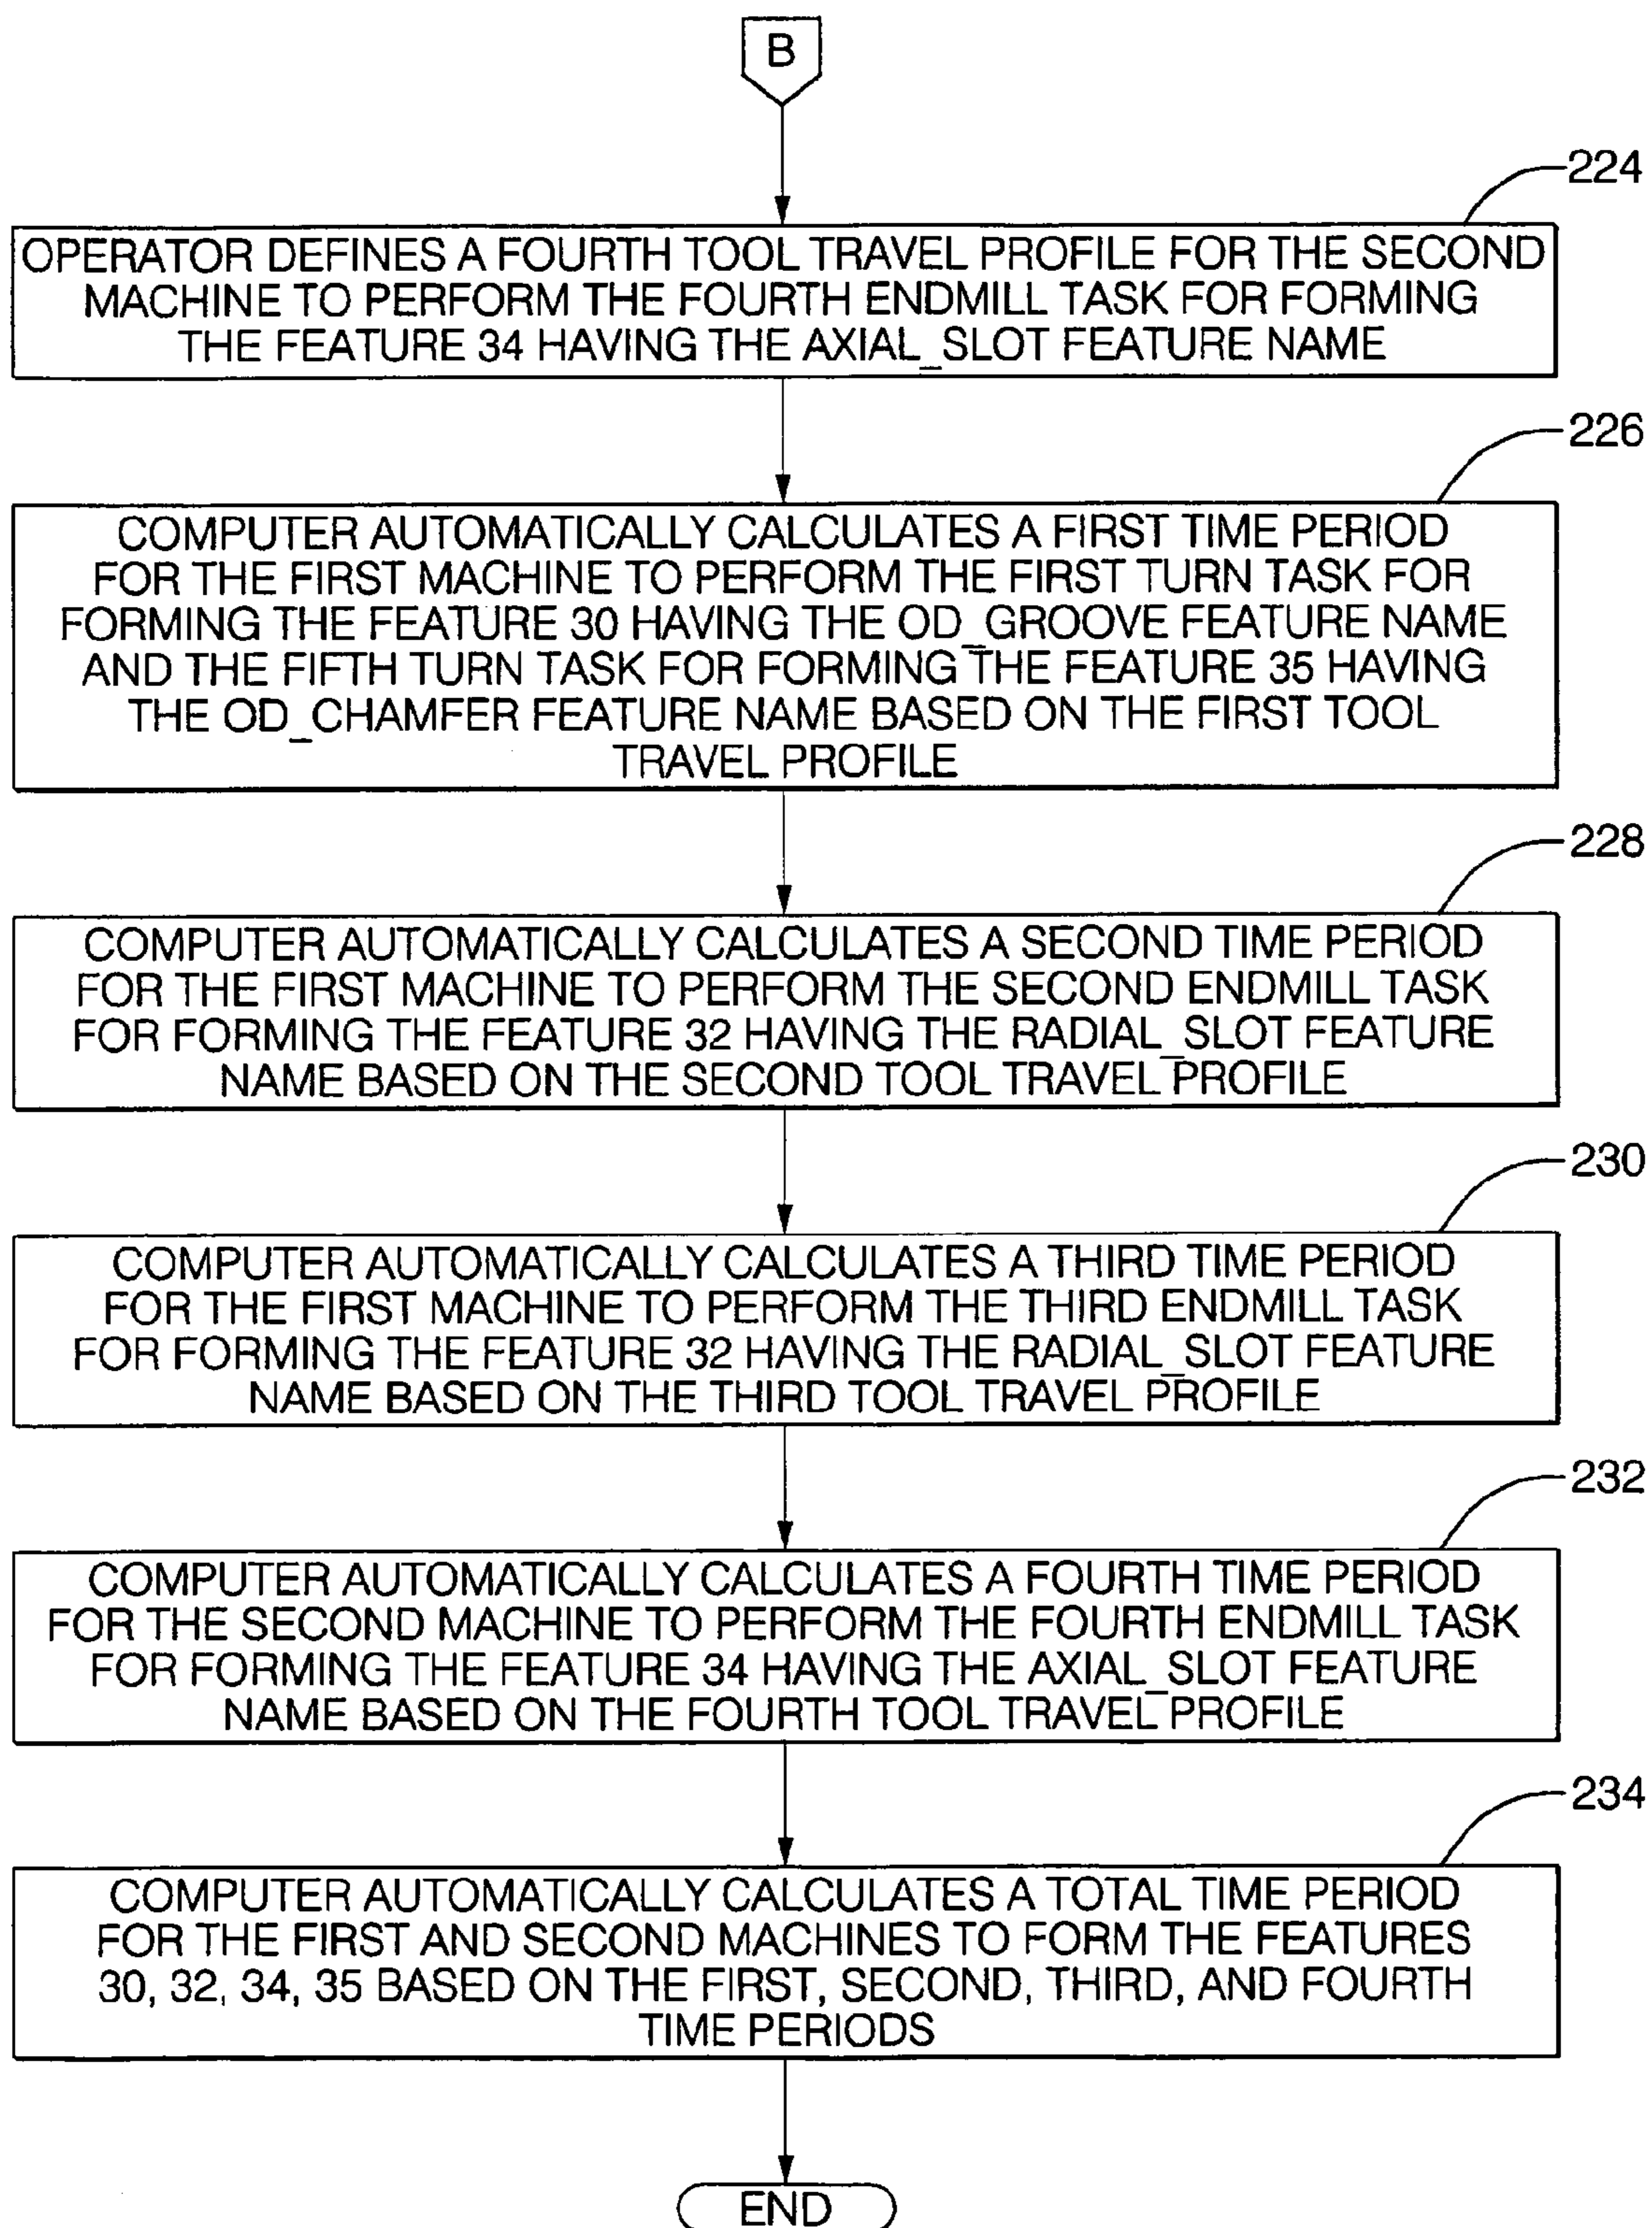 B
224
OPERATOR DEFINES A FOURTH TOOL TRAVEL PROFILE FOR THE SECOND
MACHINE TO PERFORM THE FOURTH ENDMILL TASK FOR FORMING
THE FEATURE 34 HAVING THE AXIAL_SLOT FEATURE NAME
226
COMPUTER AUTOMATICALLY CALCULATES A FIRST TIME PERIOD
FOR THE FIRST MACHINE TO PERFORM THE FIRST TURN TASK FOR
FORMING THE FEATURE 30 HAVING THE OD_GROOVE FEATURE NAME
AND THE FIFTH TURN TASK FOR FORMING THE FEATURE 35 HAVING
THE OD_CHAMFER FEATURE NAME BASED ON THE FIRST TOOL
TRAVEL PROFILE
228
COMPUTER AUTOMATICALLY CALCULATES A SECOND TIME PERIOD
FOR THE FIRST MACHINE TO PERFORM THE SECOND ENDMILL TASK
FOR FORMING THE FEATURE 32 HAVING THE RADIAL_SLOT FEATURE
NAME BASED ON THE SECOND TOOL TRAVEL PROFILE
230
COMPUTER AUTOMATICALLY CALCULATES A THIRD TIME PERIOD
FOR THE FIRST MACHINE TO PERFORM THE THIRD ENDMILL TASK
FOR FORMING THE FEATURE 32 HAVING THE RADIAL_SLOT FEATURE
NAME BASED ON THE THIRD TOOL TRAVEL PROFILE
232
COMPUTER AUTOMATICALLY CALCULATES A FOURTH TIME PERIOD
FOR THE SECOND MACHINE TO PERFORM THE FOURTH ENDMILL TASK
FOR FORMING THE FEATURE 34 HAVING THE AXIAL_SLOT FEATURE
NAME BASED ON THE FOURTH TOOL TRAVEL PROFILE
234
COMPUTER AUTOMATICALLY CALCULATES A TOTAL TIME PERIOD
FOR THE FIRST AND SECOND MACHINES TO FORM THE FEATURES
30, 32, 34, 35 BASED ON THE FIRST, SECOND, THIRD, AND FOURTH
TIME PERIODS
END